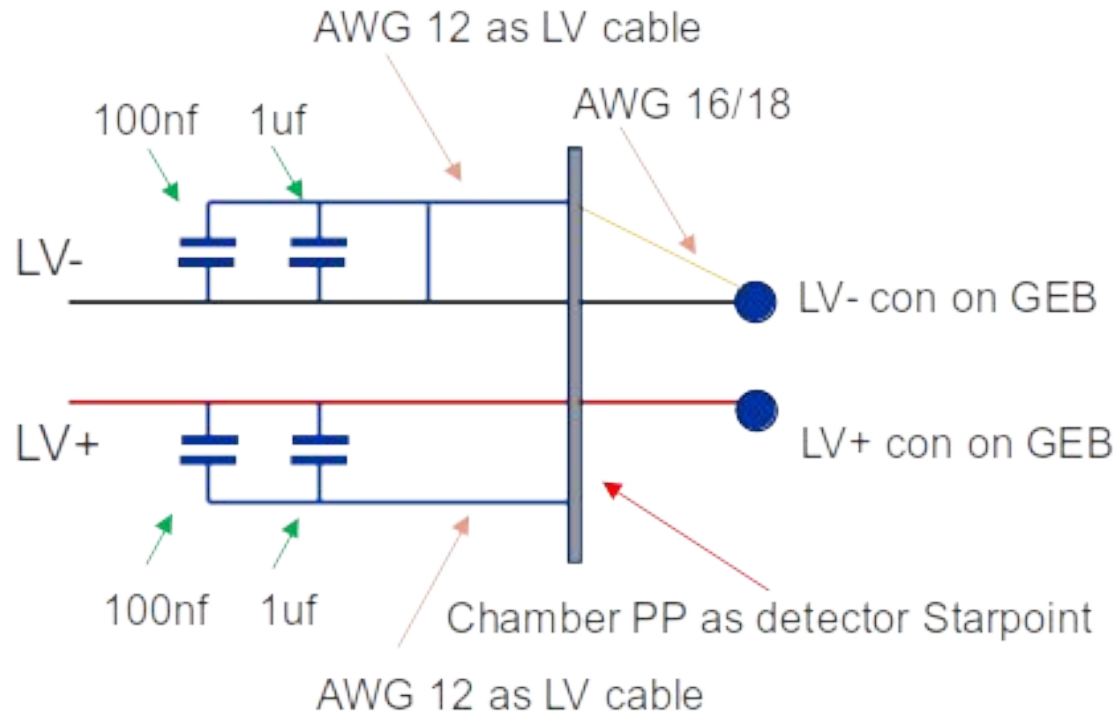 AWG 12 as LV cable
AWG 16/18
100nf
1uf
LV-
LV- con on GEB
LV+
LV+ con on GEB
100nf
1uf
Chamber PP as detector Starpoint
AWG 12 as LV cable